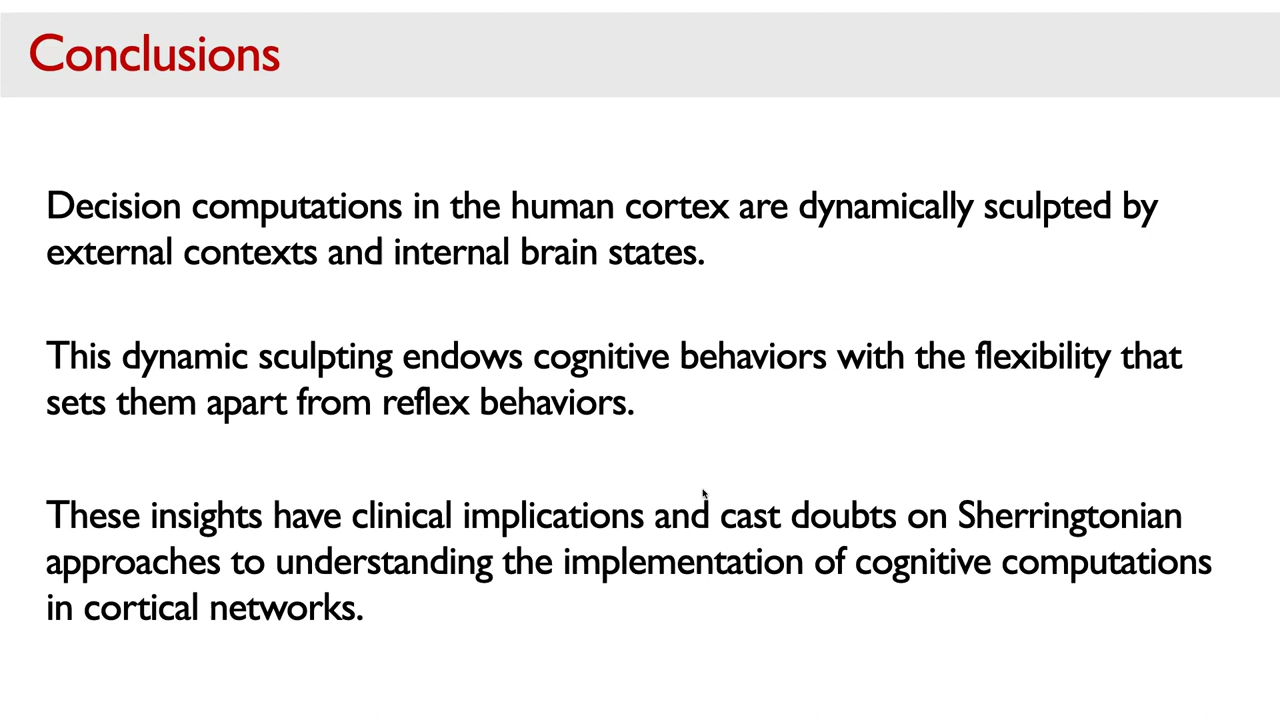 Conclusions
Decision computations in the human cortex are dynamically sculpted by
external contexts and internal brain states.
This dynamic sculpting endows cognitive behaviors with the flexibility that
sets them apart from reflex behaviors.
These insights have clinical implications and cast doubts on Sherringtonian
approaches to understanding the implementation of cognitive computations
in cortical networks.